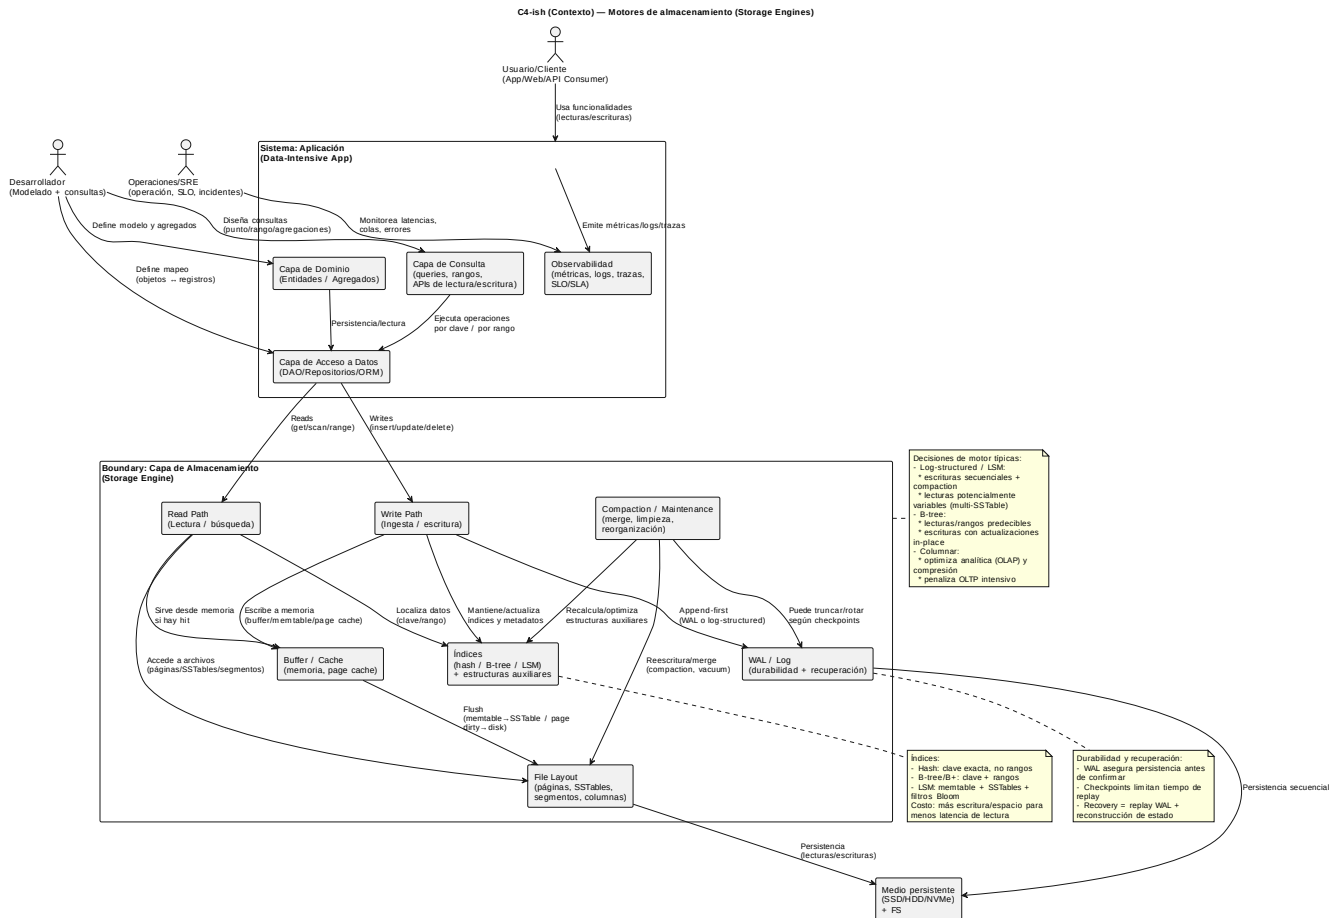 C4-ish (Contexto) — Motores de almacenamiento (Storage Engines)
Usuario/Cliente
(App/Web/API Consumer)
Usa funcionalidades
(lecturas/escrituras)
Desarrollador
(Modelado + consultas)
Operaciones/SRE
(operación, SLO, incidentes)
Sistema: Aplicación
(Data-Intensive App)
Define modelo y agregados
Diseña consultas
(punto/rango/agregaciones)
Monitorea latencias,
colas, errores
Emite métricas/logs/trazas
Define mapeo
(objetos ↔ registros)
Capa de Dominio
(Entidades / Agregados)
Capa de Consulta
(queries, rangos,
APIs de lectura/escritura)
Observabilidad
(métricas, logs, trazas,
SLO/SLA)
Persistencia/lectura
Ejecuta operaciones
por clave / por rango
Capa de Acceso a Datos
(DAO/Repositorios/ORM)
Reads
(get/scan/range)
Writes
(insert/update/delete)
Boundary: Capa de Almacenamiento
(Storage Engine)
Read Path
(Lectura / búsqueda)
Write Path
(Ingesta / escritura)
Compaction / Maintenance
(merge, limpieza,
reorganización)
Decisiones de motor típicas:
- Log-structured / LSM:
* escrituras secuenciales +
compaction
* lecturas potencialmente
variables (multi-SSTable)
- B-tree:
* lecturas/rangos predecibles
* escrituras con actualizaciones
in-place
- Columnar:
* optimiza analítica (OLAP) y
compresión
* penaliza OLTP intensivo
Sirve desde memoria
si hay hit
Escribe a memoria
(buffer/memtable/page cache)
Localiza datos
(clave/rango)
Mantiene/actualiza
índices y metadatos
Recalcula/optimiza
estructuras auxiliares
Append-first
(WAL o log-structured)
Puede truncar/rotar
según checkpoints
Accede a archivos
(páginas/SSTables/segmentos)
Buffer / Cache
(memoria, page cache)
Índices
(hash / B-tree / LSM)
+ estructuras auxiliares
Reescritura/merge
(compaction, vacuum)
WAL / Log
(durabilidad + recuperación)
Flush
(memtable→SSTable / page
dirty→disk)
File Layout
(páginas, SSTables,
segmentos, columnas)
Índices:
- Hash: clave exacta, no rangos
- B-tree/B+: clave + rangos
- LSM: memtable + SSTables +
filtros Bloom
Costo: más escritura/espacio para
menos latencia de lectura
Durabilidad y recuperación:
- WAL asegura persistencia antes
de confirmar
- Checkpoints limitan tiempo de
replay
- Recovery = replay WAL +
reconstrucción de estado
Persistencia secuencial
Persistencia
(lecturas/escrituras)
Medio persistente
(SSD/HDD/NVMe)
+ FS